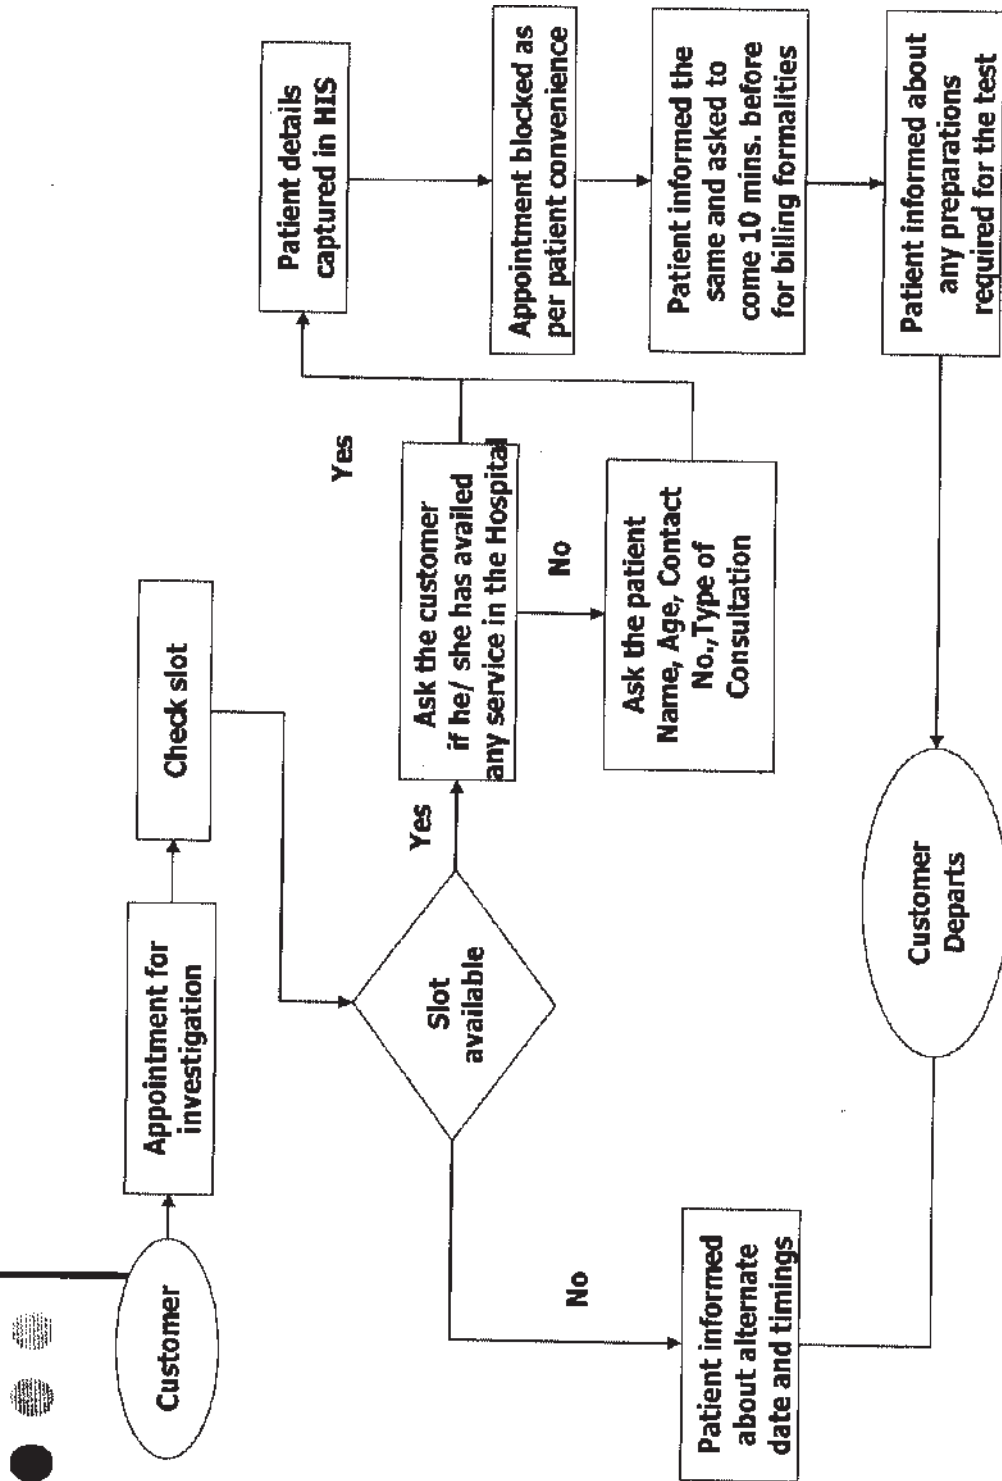 Customer
Appointment for
investigation
Check slot
Slot
available
Yes
No
Ask the customer
if he/ she has availed
any service in the Hospital
Yes
No
Ask the patient
Name, Age, Contact
No.,Type of
Consultation
Patient details
captured in HIS
Appointment blocked as
per patient convenience
Patient informed the
same and asked to
come 10 mins. before
for billing formalities
Patient informed about
any preparations
required for the test
Patient informed
about alternate
date and timings
Customer
Departs